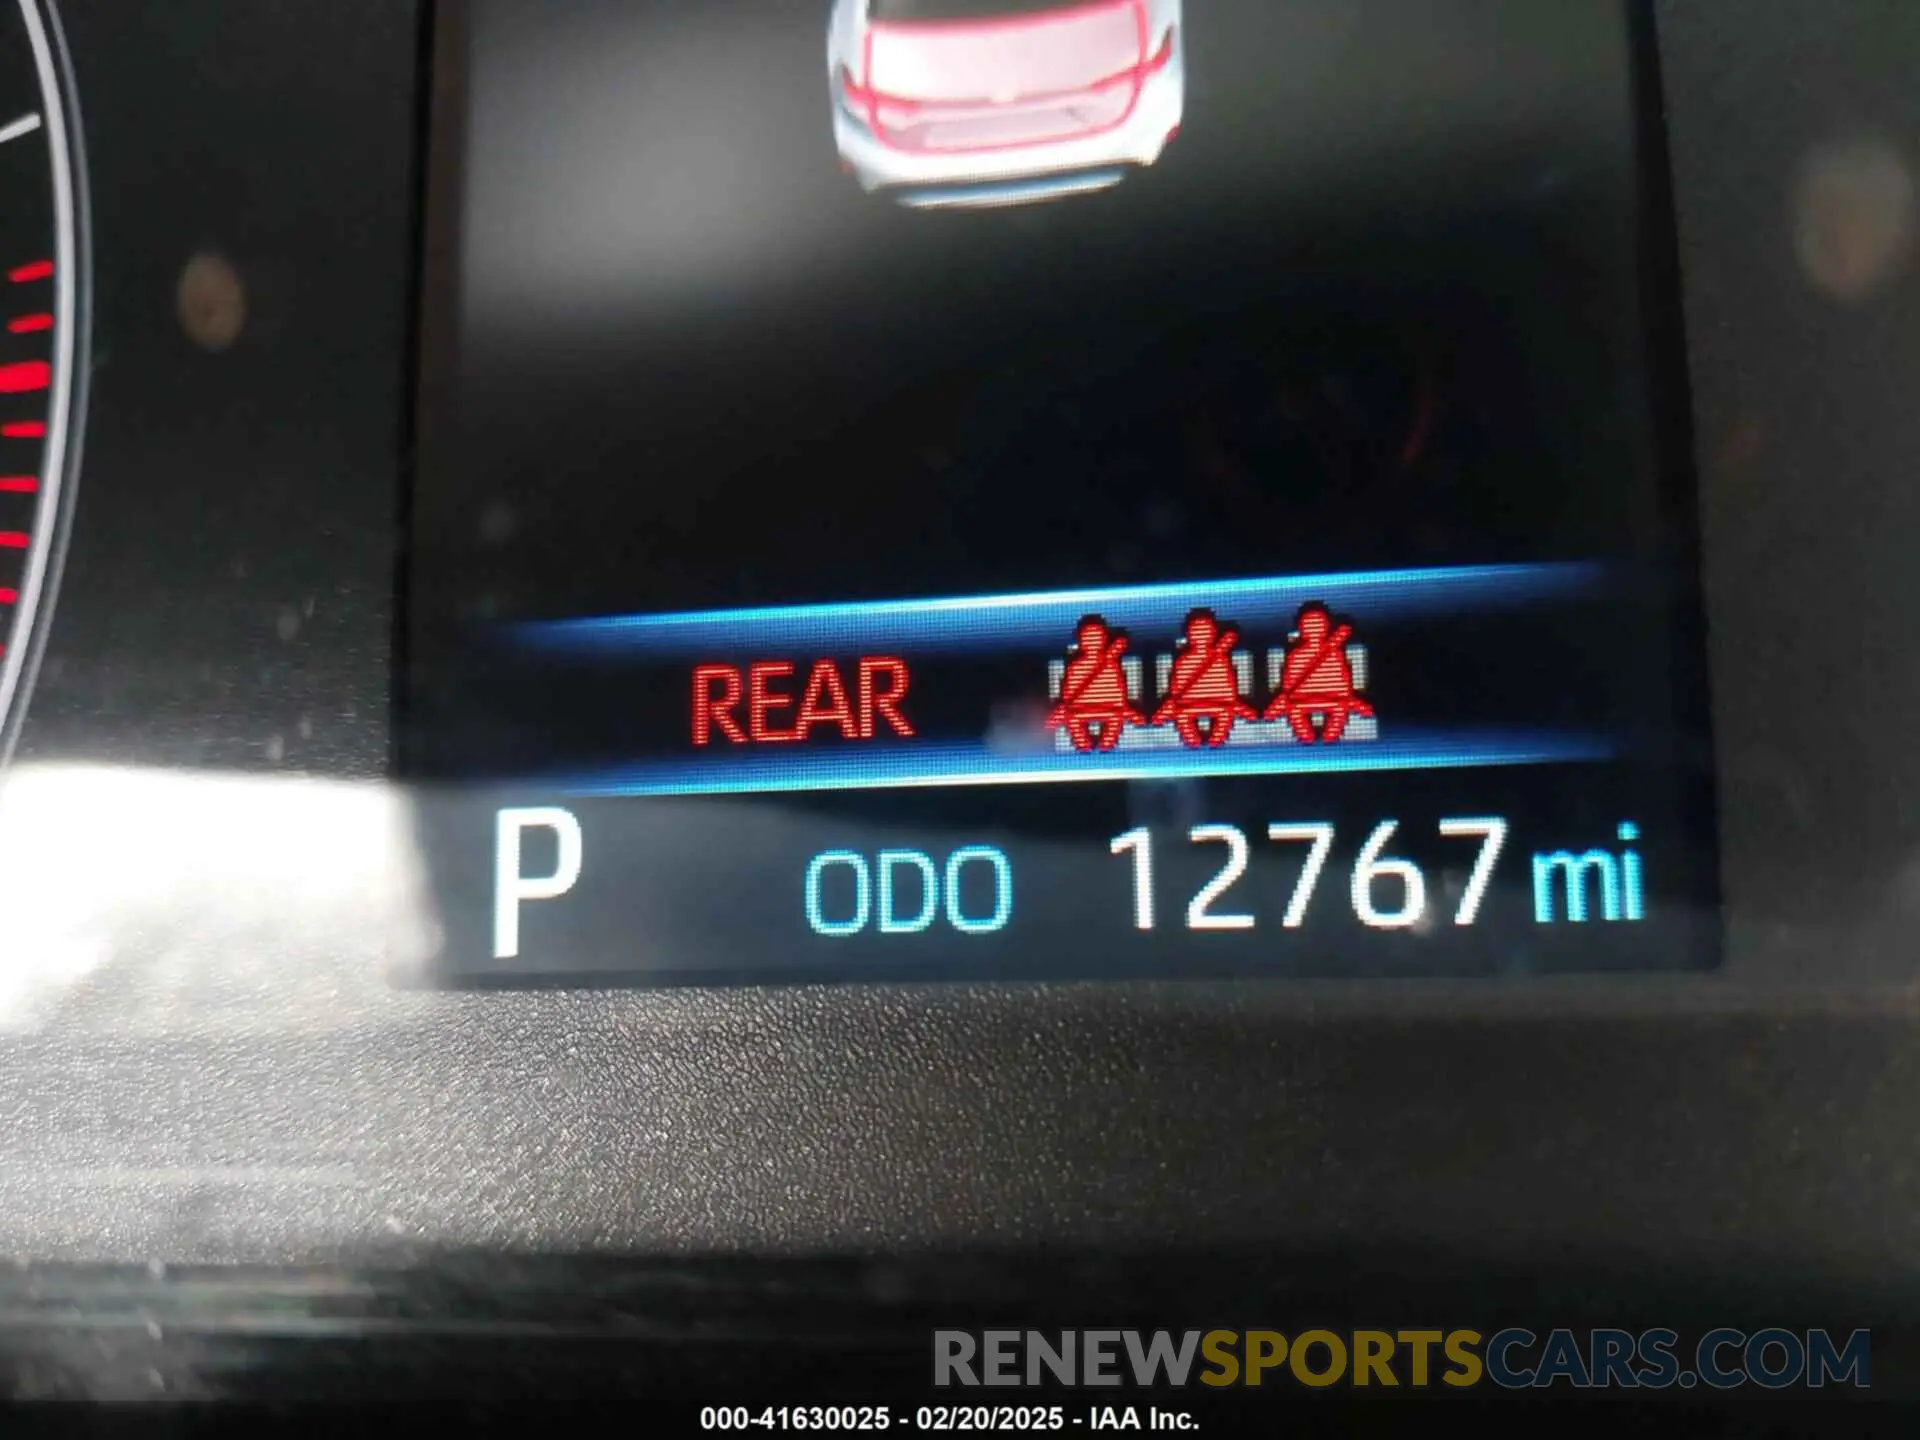 REAR
P ODO 12767 mi
RENEWSPORTSCARS.COM
000-41630025 - 02/20/2025 - IAA Inc.